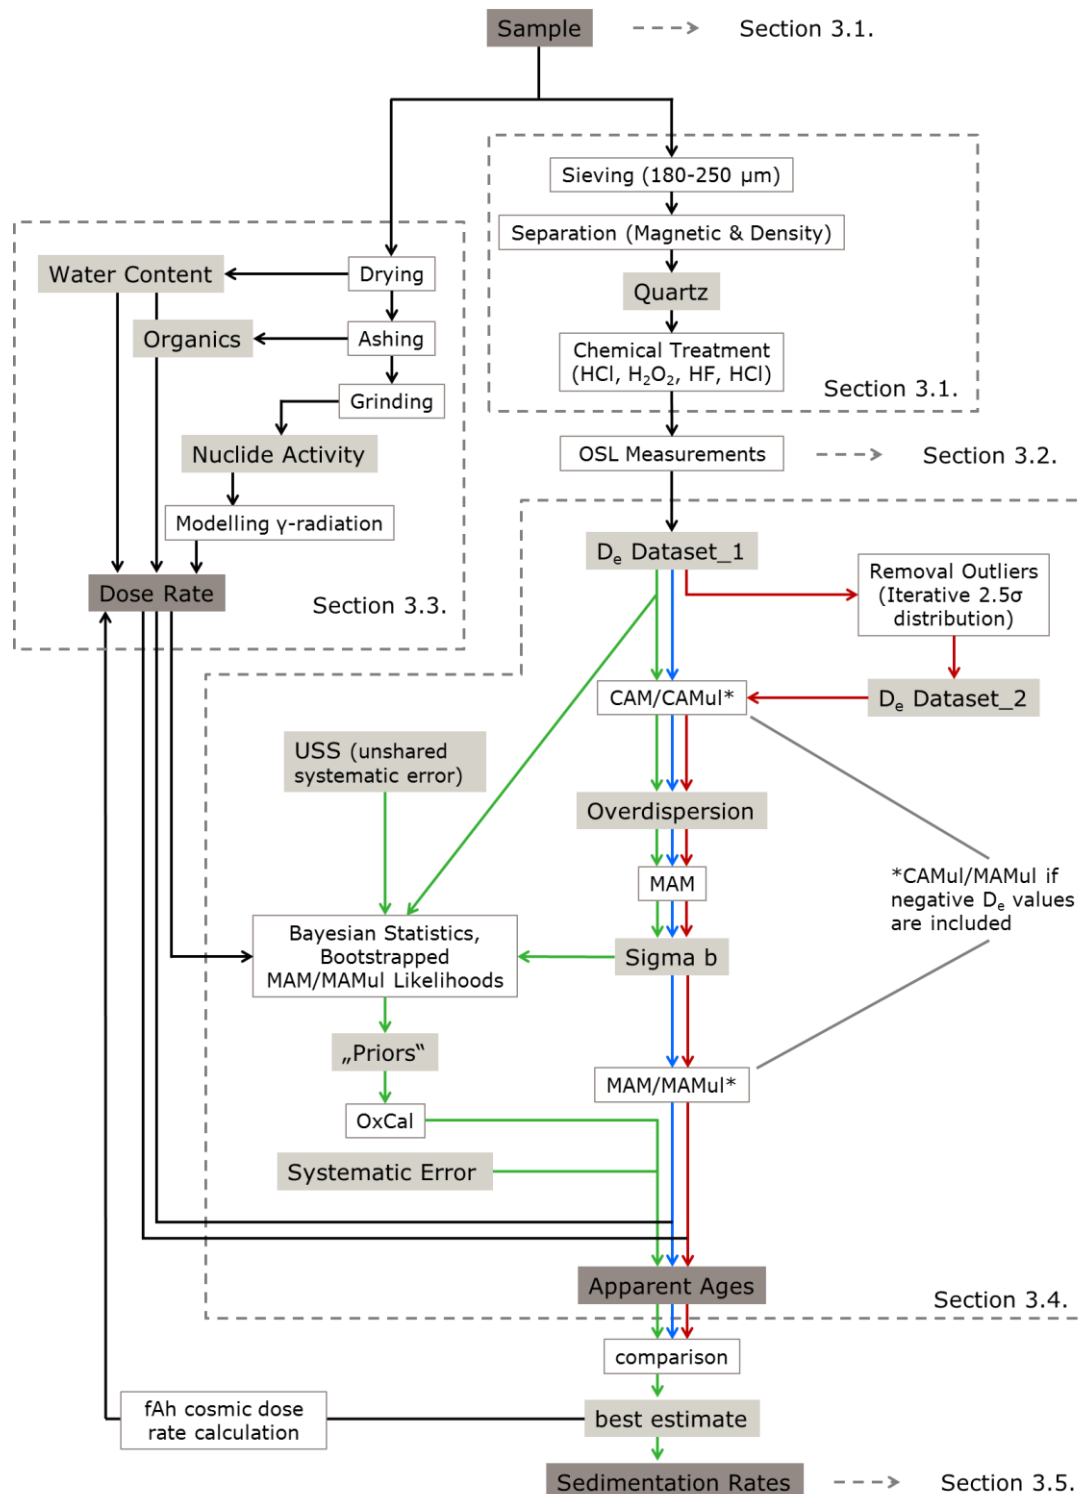 Sample
Section 3.1.
Sieving (180-250 µm)
Separation (Magnetic & Density)
Quartz
Chemical Treatment
(HCl, H₂O₂, HF, HCl)
Section 3.1.
Drying
Water Content
Ashing
Organics
Grinding
Nuclide Activity
Modelling γ-radiation
Dose Rate
Section 3.3.
OSL Measurements
Section 3.2.
Dₑ Dataset_1
Removal Outliers
(Iterative 2.5σ
distribution)
Dₑ Dataset_2
CAM/CAMul*
USS (unshared
systematic error)
Overdispersion
MAM
*CAMul/MAMul if
negative Dₑ values
are included
Bayesian Statistics,
Bootstrapped
MAM/MAMul Likelihoods
Sigma b
„Priors“
MAM/MAMul*
OxCal
Systematic Error
Apparent Ages
Section 3.4.
comparison
fAh cosmic dose
rate calculation
best estimate
Sedimentation Rates
Section 3.5.